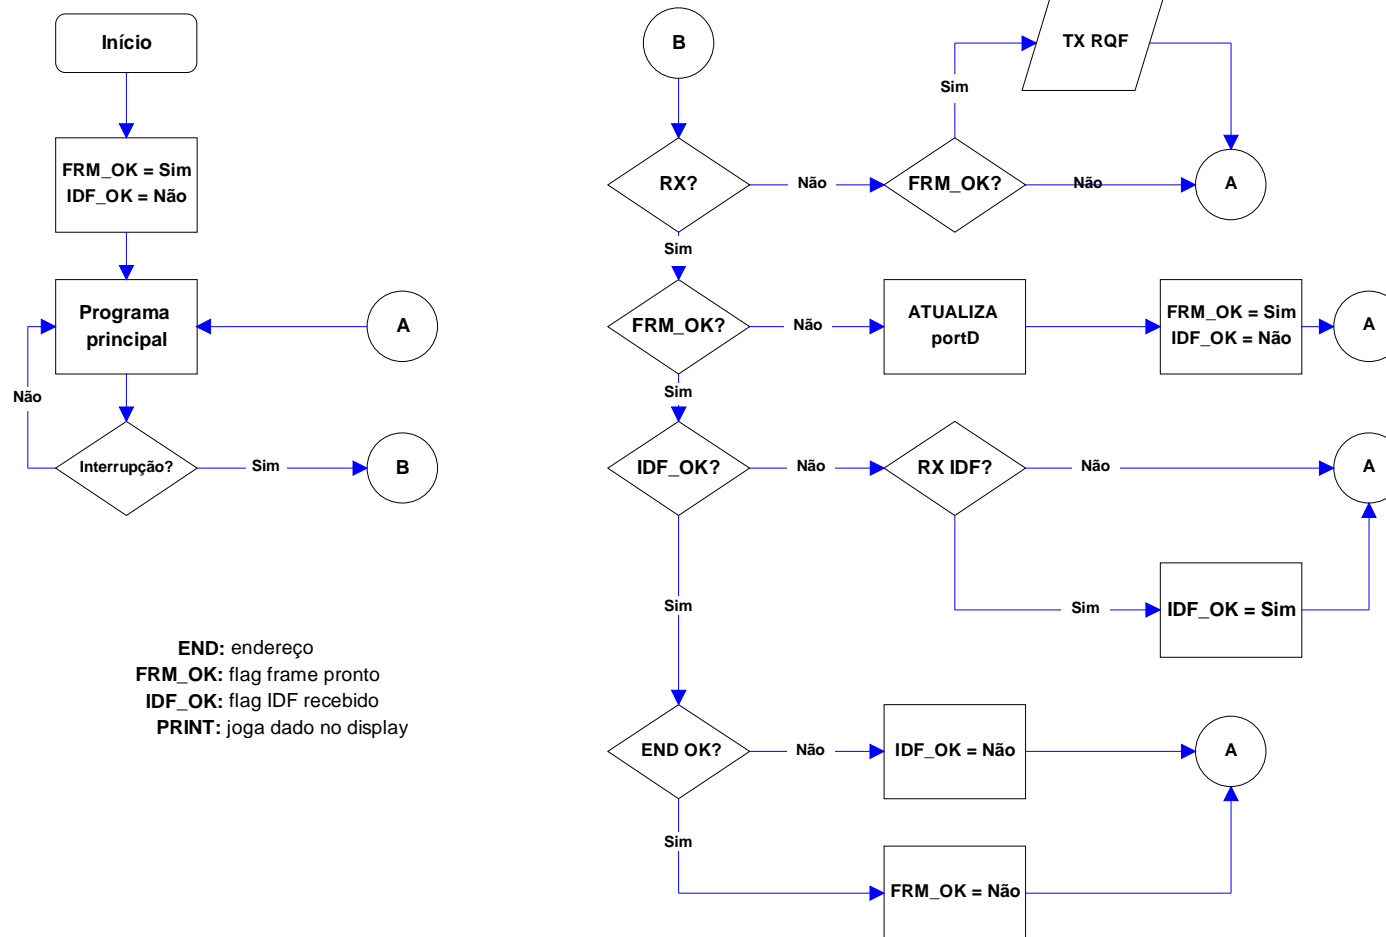 Início
FRM_OK = Sim
IDF_OK = Não
Programa
principal
A
Não
Interrupção?
Sim
B
END: endereço
FRM_OK: flag frame pronto
IDF_OK: flag IDF recebido
PRINT: joga dado no display
B
TX RQF
Sim
RX?
Não
FRM_OK?
Não
A
Sim
FRM_OK?
Não
ATUALIZA
portD
FRM_OK = Sim
IDF_OK = Não
A
Sim
IDF_OK?
Não
RX IDF?
Não
A
Sim
Sim
IDF_OK = Sim
END OK?
Não
IDF_OK = Não
A
Sim
FRM_OK = Não